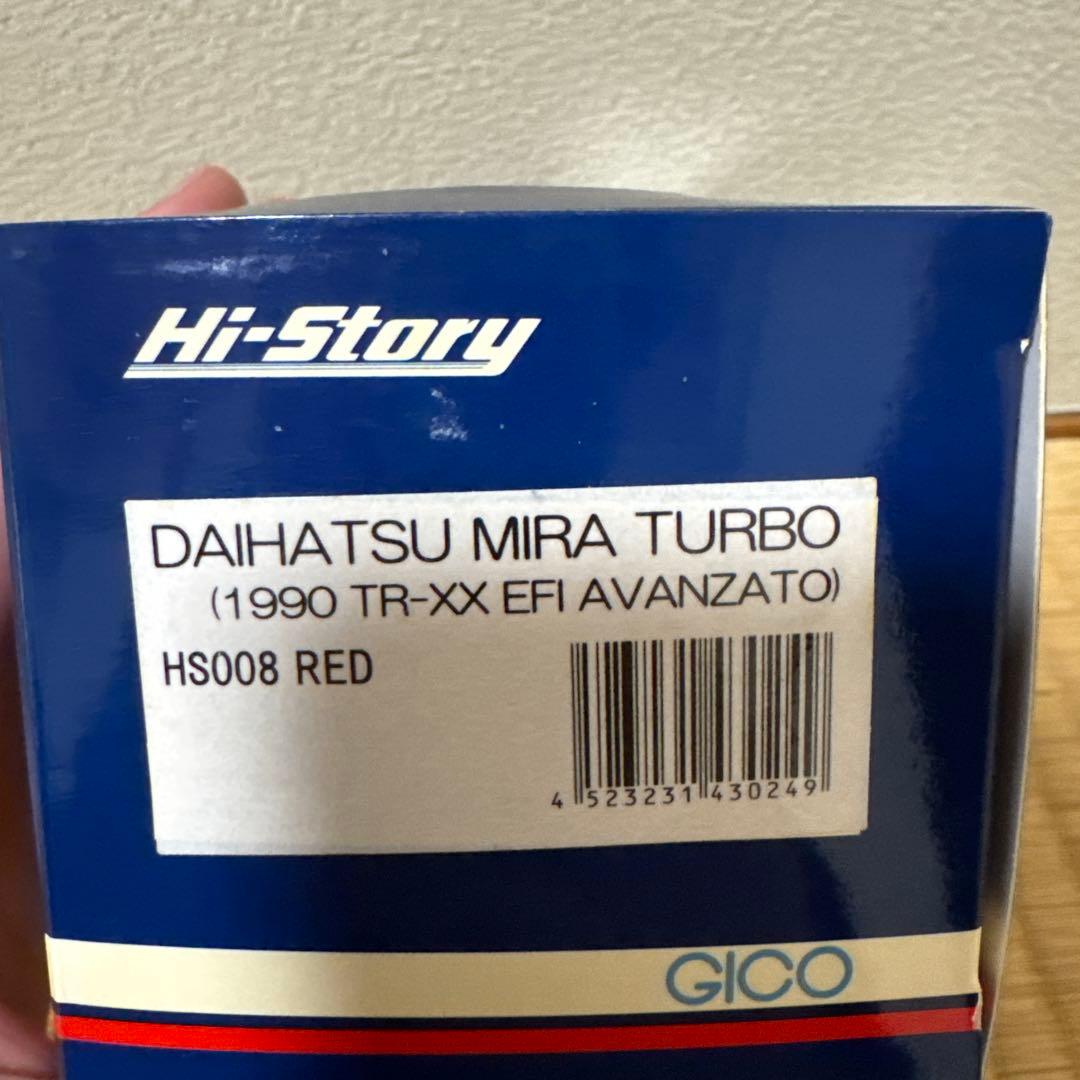 Hi-Story
DAIHATSU MIRA TURBO
(1990 TR-XX EFI AVANZATO)
HS008 RED
4 523231 430249
GICO